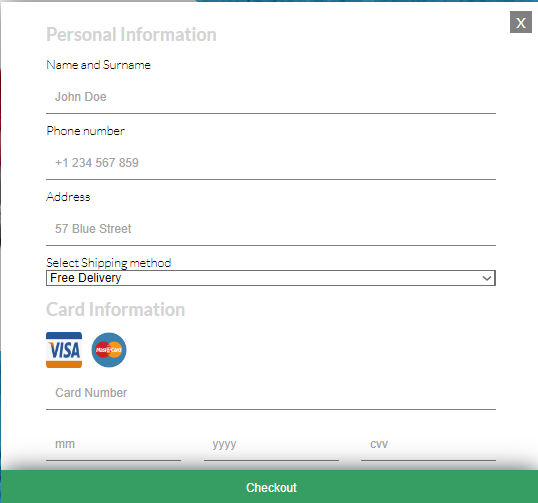 X
Personal Information
Name and Surname
John Doe
Phone number
+1 234 567 859
Address
57 Blue Street
Select Shipping method
Free Delivery
Card Information
VISA MasterCard
Card Number
mm yyyy cvv
Checkout